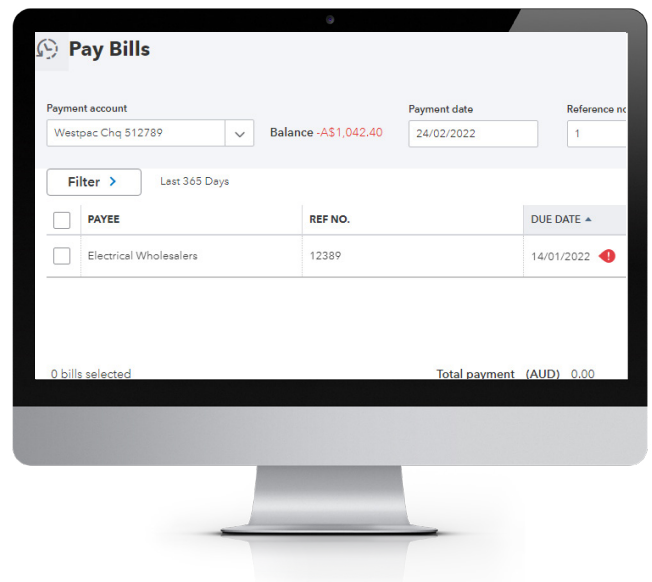 Pay Bills
Payment account Payment date Reference no
Westpac Chq 512789 Balance -A$1,042.40 24/02/2022 1
Filter > Last 365 Days
PAYEE REF NO. DUE DATE
Electrical Wholesalers 12389 14/01/2022 !
0 bills selected Total payment (AUD) 0.00